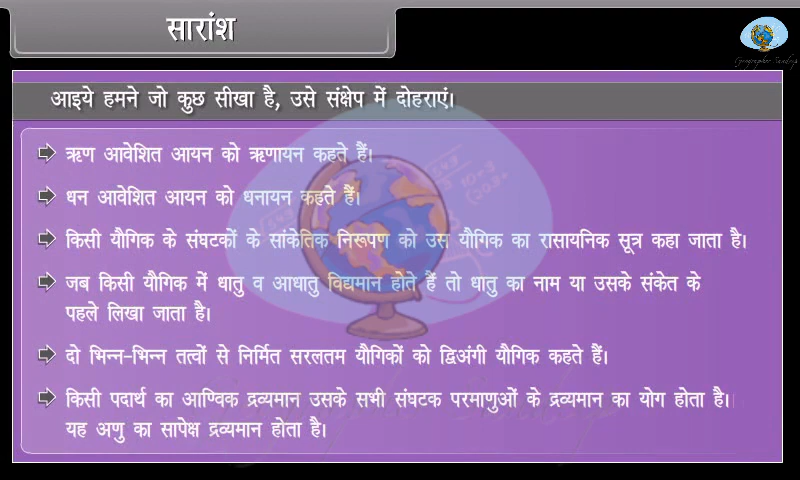 सारांश
आइये हमने जो कुछ सीखा है, उसे संक्षेप में दोहराएं।
ऋण आवेशित आयन को ऋणायन कहते हैं।
धन आवेशित आयन को धनायन कहते हैं।
किसी यौगिक के संघटकों के सांकेतिक निरूपण को उस यौगिक का रासायनिक सूत्र कहा जाता है।
जब किसी यौगिक में धातु व आधातु विद्यमान होते हैं तो धातु का नाम या उसके संकेत के
पहले लिखा जाता है।
दो भिन्न-भिन्न तत्वों से निर्मित सरलतम यौगिकों को द्विअंगी यौगिक कहते हैं।
किसी पदार्थ का आण्विक द्रव्यमान उसके सभी संघटक परमाणुओं के द्रव्यमान का योग होता है।
यह अणु का सापेक्ष द्रव्यमान होता है।